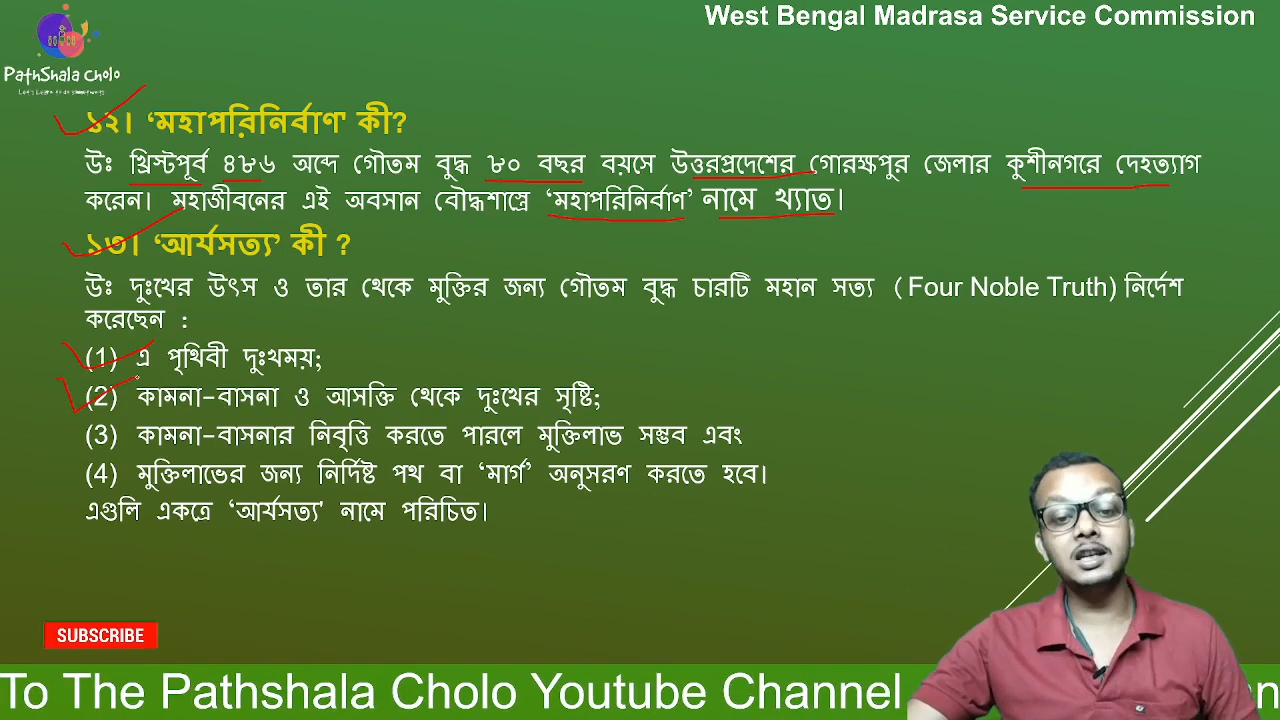 West Bengal Madrasa Service Commission
PathShala Cholo
১২। ‘মহাপরিনির্বাণ' কী?
উঃ খ্রিস্টপূর্ব ৪৮৬ অব্দে গৌতম বুদ্ধ ৮০ বছর বয়সে উত্তরপ্রদেশের গোরক্ষপুর জেলার কুশীনগরে দেহত্যাগ
করেন। মহাজীবনের এই অবসান বৌদ্ধশাস্ত্রে ‘মহাপরিনির্বাণ’ নামে খ্যাত।
১৩। ‘আর্যসত্য’ কী ?
উঃ দুঃখের উৎস ও তার থেকে মুক্তির জন্য গৌতম বুদ্ধ চারটি মহান সত্য (Four Noble Truth) নির্দেশ
করেছেন :
(1) এ পৃথিবী দুঃখময়;
(2) কামনা-বাসনা ও আসক্তি থেকে দুঃখের সৃষ্টি;
(3) কামনা-বাসনার নিবৃত্তি করতে পারলে মুক্তিলাভ সম্ভব এবং
(4) মুক্তিলাভের জন্য নির্দিষ্ট পথ বা ‘মার্গ’ অনুসরণ করতে হবে।
এগুলি একত্রে ‘আর্যসত্য' নামে পরিচিত।
SUBSCRIBE
To The Pathshala Cholo Youtube Channel